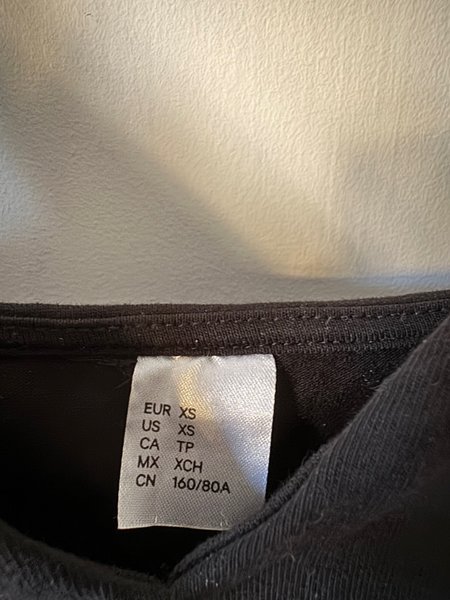 EUR XS
US XS
CA TP
MX XCH
CN 160/80A